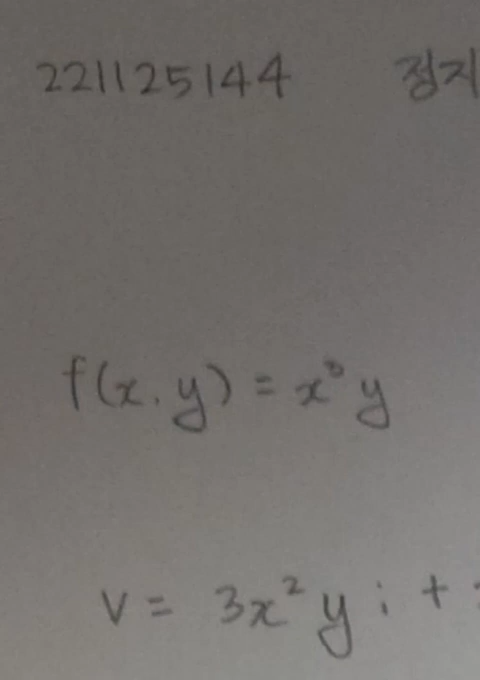 221125144 정지
f(x,y) = x³y
v = 3x²y i +